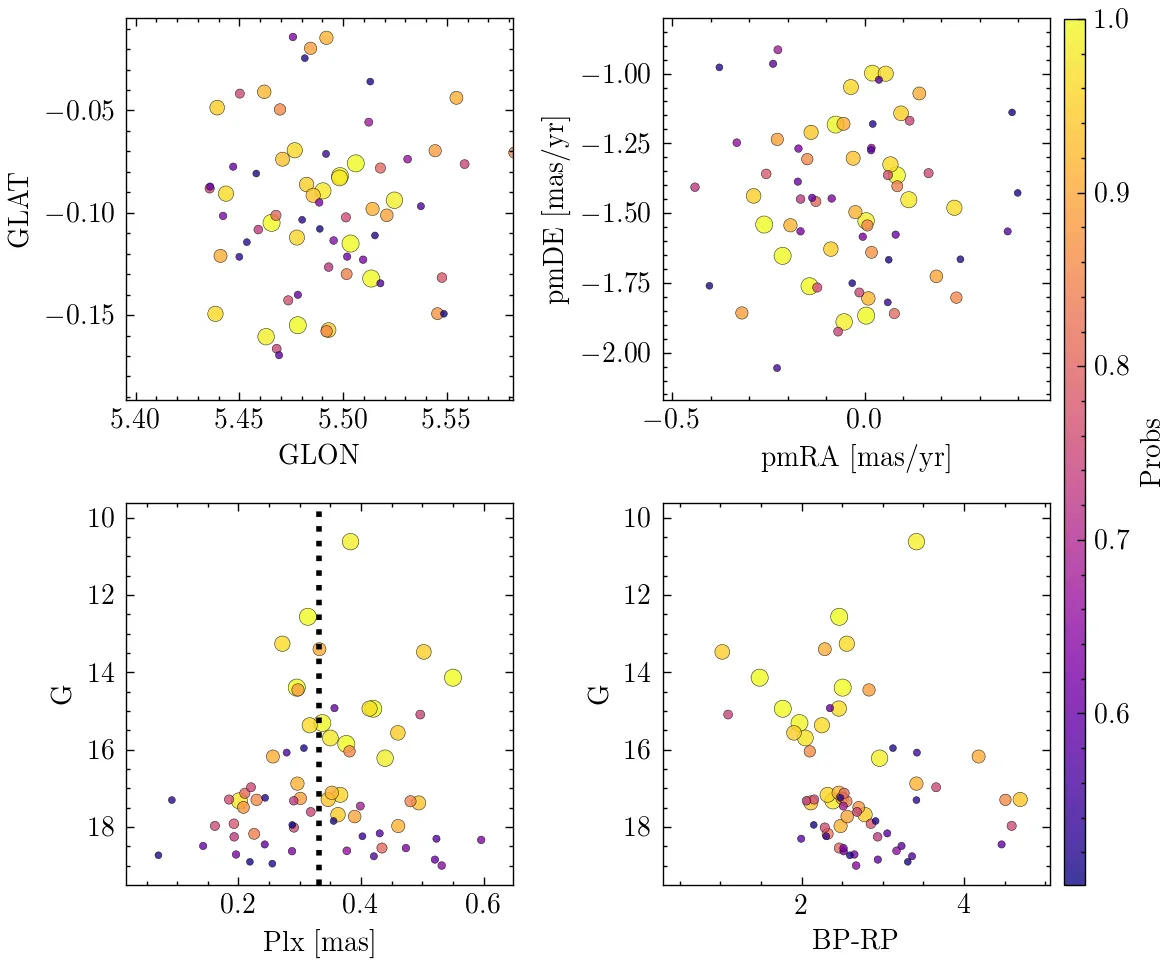 −0.05
−0.10
−0.15
GLAT
5.40 5.45 5.50 5.55
GLON
−1.00
−1.25
−1.50
−1.75
−2.00
pmDE [mas/yr]
−0.5 0.0
pmRA [mas/yr]
10
12
14
16
18
G
0.2 0.4 0.6
Plx [mas]
10
12
14
16
18
G
2 4
BP-RP
1.0
0.9
0.8
0.7
0.6
Probs